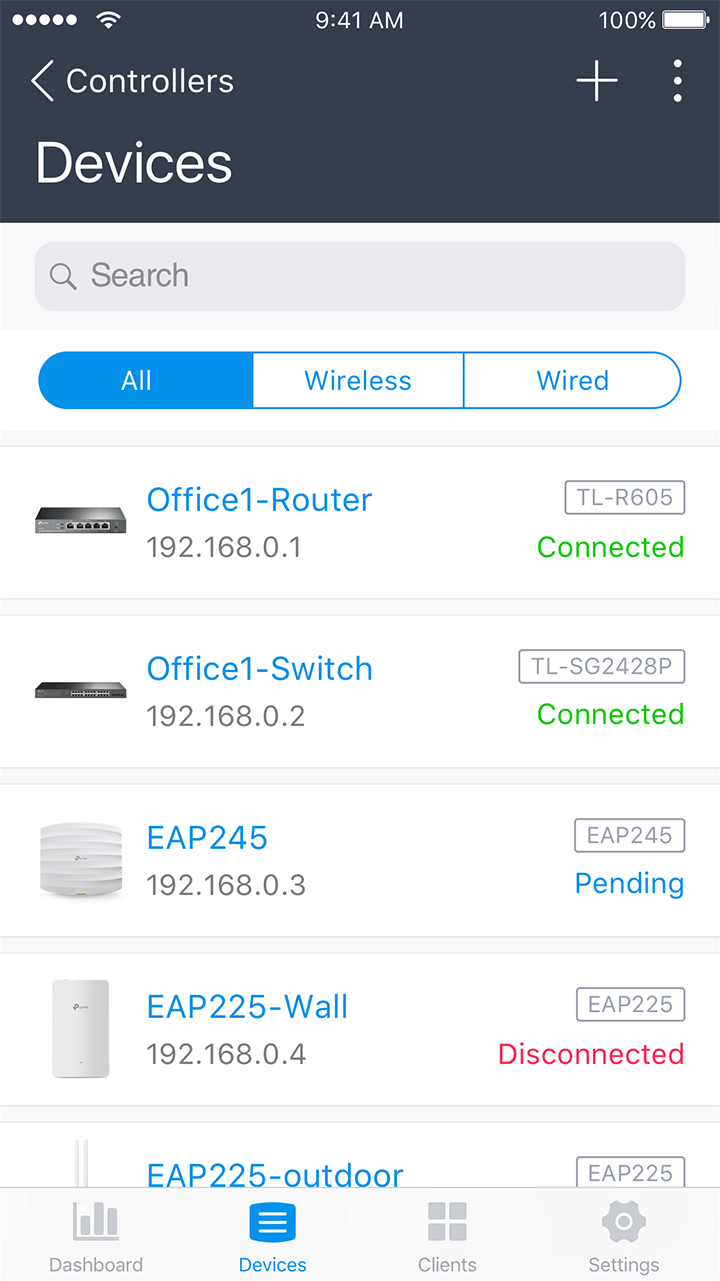 9:41 AM
100%
Controllers
Devices
Search
All
Wireless
Wired
Office1-Router
TL-R605
192.168.0.1
Connected
Office1-Switch
TL-SG2428P
192.168.0.2
Connected
EAP245
EAP245
192.168.0.3
Pending
EAP225-Wall
EAP225
192.168.0.4
Disconnected
EAP225-outdoor
EAP225
Dashboard
Devices
Clients
Settings